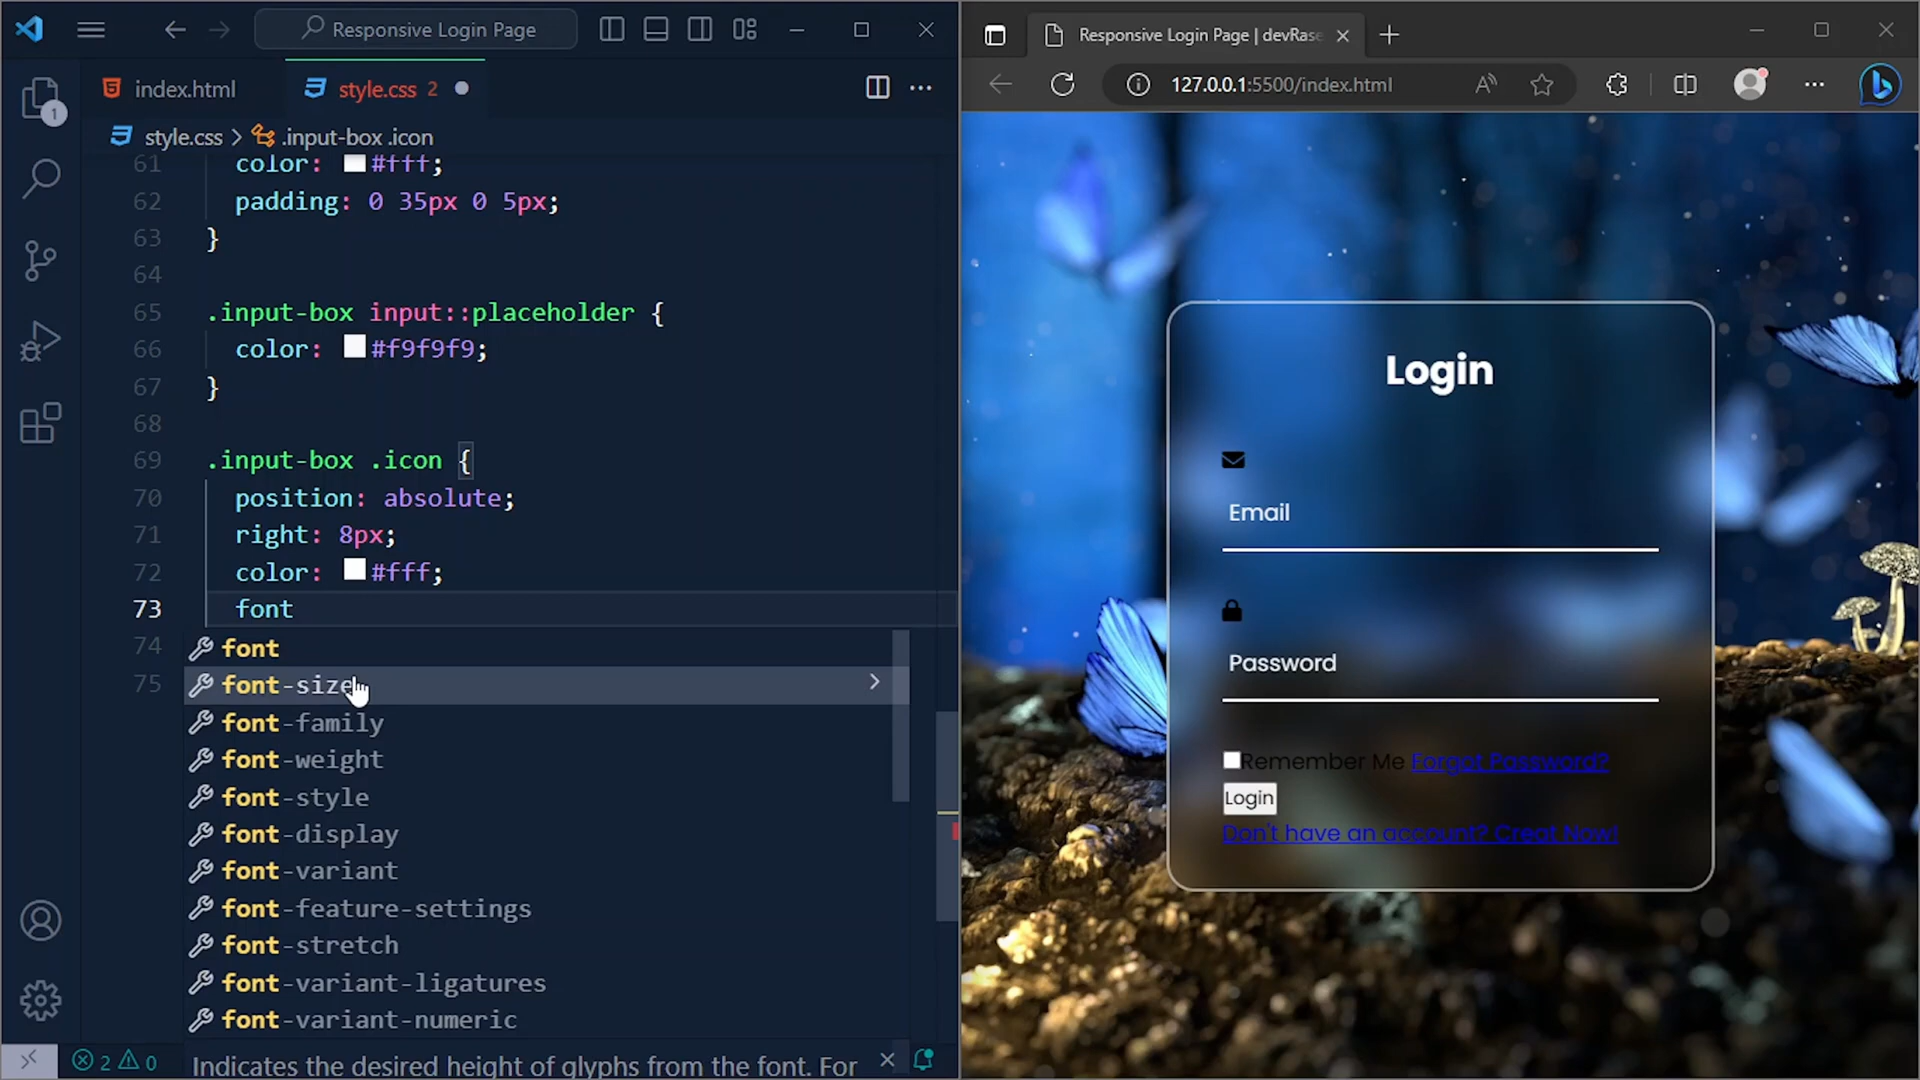 Responsive Login Page
index.html
style.css 2
style.css > .input-box .icon
61 color: #fff;
62 padding: 0 35px 0 5px;
63 }
64
65 .input-box input::placeholder {
66 color: #f9f9f9;
67 }
68
69 .input-box .icon {
70 position: absolute;
71 right: 8px;
72 color: #fff;
73 font
74
75
font
font-size
font-family
font-weight
font-style
font-display
font-variant
font-feature-settings
font-stretch
font-variant-ligatures
font-variant-numeric
Indicates the desired height of glyphs from the font. For
1
2 0
Responsive Login Page | devRase
127.0.0.1:5500/index.html
Login
Email
Password
Remember Me Forgot Password?
Login
Don't have an account? Creat Now!